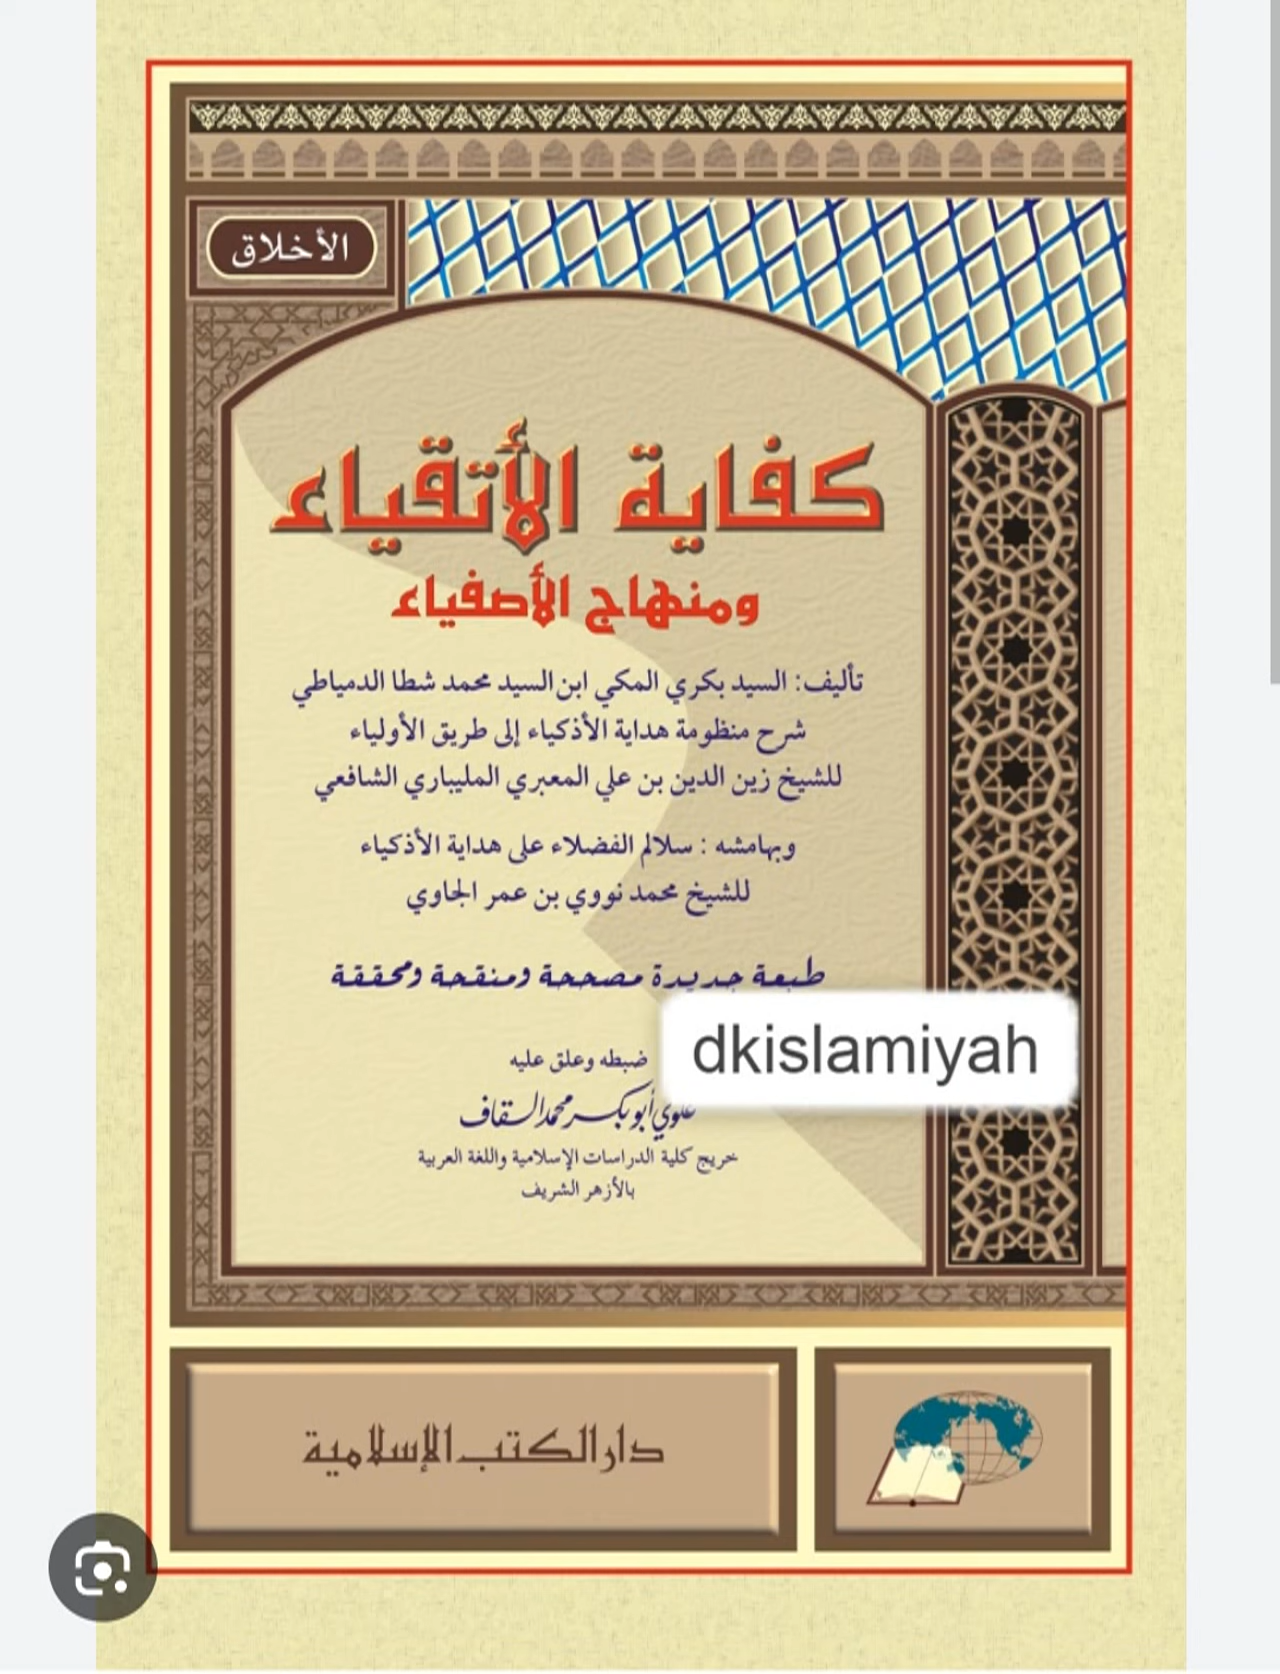 الأخلاق
كفاية الأتقياء
ومنهاج الأصفياء
تأليف: السيد بكري المكي ابن السيد محمد شطا الدمياطي
شرح منظومة هداية الأذكياء إلى طريق الأولياء
للشيخ زين الدين بن علي المعبري المليباري الشافعي
وبهامشه : سلالم الفضلاء على هداية الأذكياء
للشيخ محمد نووي بن عمر الجاوي
طبعة جديدة مصححة ومنقحة ومحققة
dkislamiyah
ضبطه وعلق عليه
علوي أبو بكر محمد السقاف
خريج كلية الدراسات الإسلامية واللغة العربية
بالأزهر الشريف
دار الكتب الإسلامية